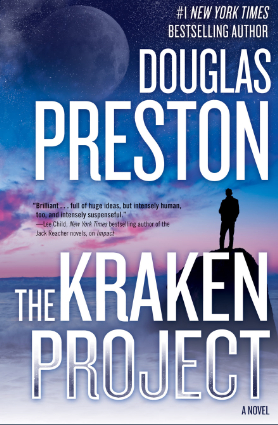 #1 NEW YORK TIMES
BESTSELLING AUTHOR
DOUGLAS
PRESTON
"Brilliant . . . full of huge ideas, but intensely human,
too, and intensely suspenseful."
—Lee Child, New York Times bestselling author of the
Jack Reacher novels, on Impact
THE KRAKEN
PROJECT
A NOVEL